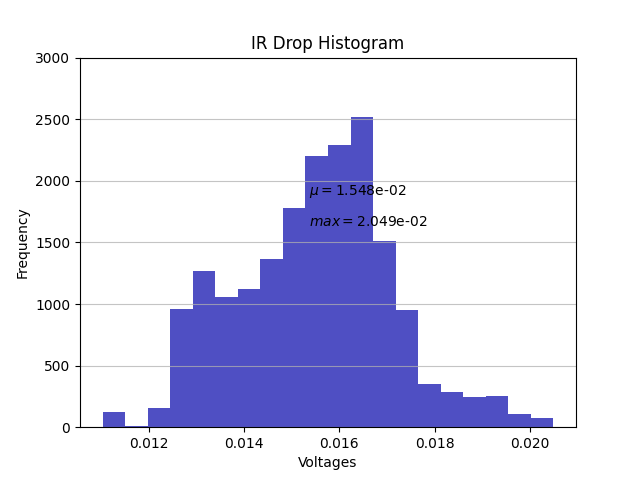 IR Drop Histogram
3000
2500
2000
1500
1000
500
0
Frequency
μ = 1.548e-02
max = 2.049e-02
0.012 0.014 0.016 0.018 0.020
Voltages